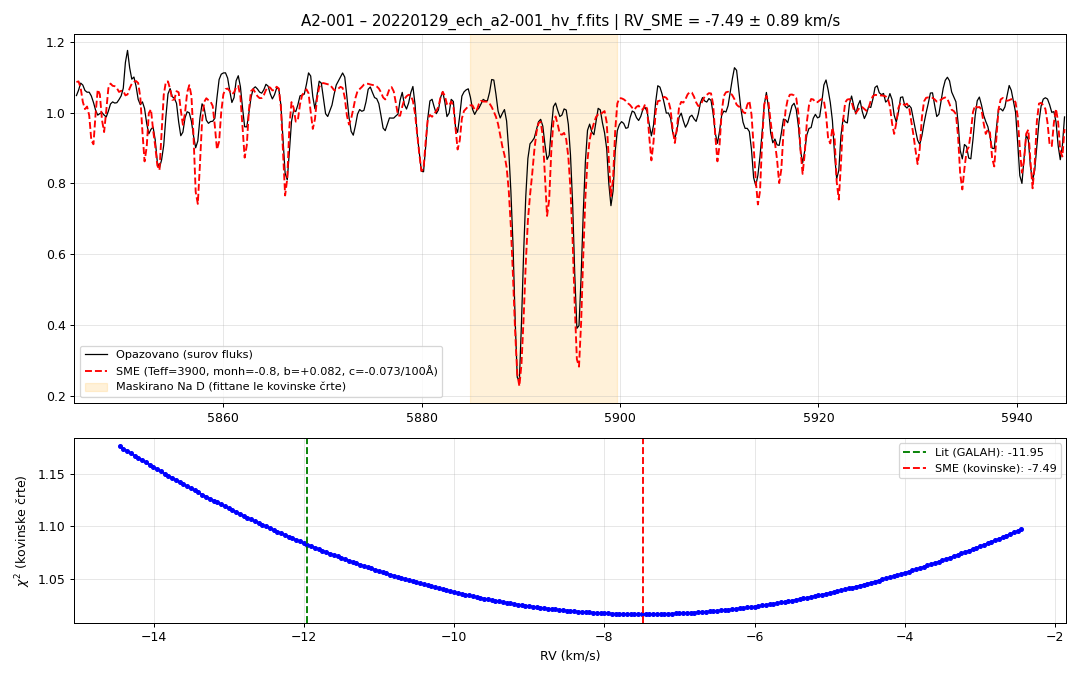 A2-001 – 20220129_ech_a2-001_hv_f.fits | RV_SME = -7.49 ± 0.89 km/s
1.2
1.0
0.8
0.6
0.4
0.2
Opazovano (surov fluks)
SME (Teff=3900, monh=-0.8, b=+0.082, c=-0.073/100Å)
Maskirano Na D (fittane le kovinske črte)
5860 5880 5900 5920 5940
Lit (GALAH): -11.95
SME (kovinske): -7.49
1.15
1.10
1.05
χ² (kovinske črte)
−14 −12 −10 −8 −6 −4 −2
RV (km/s)